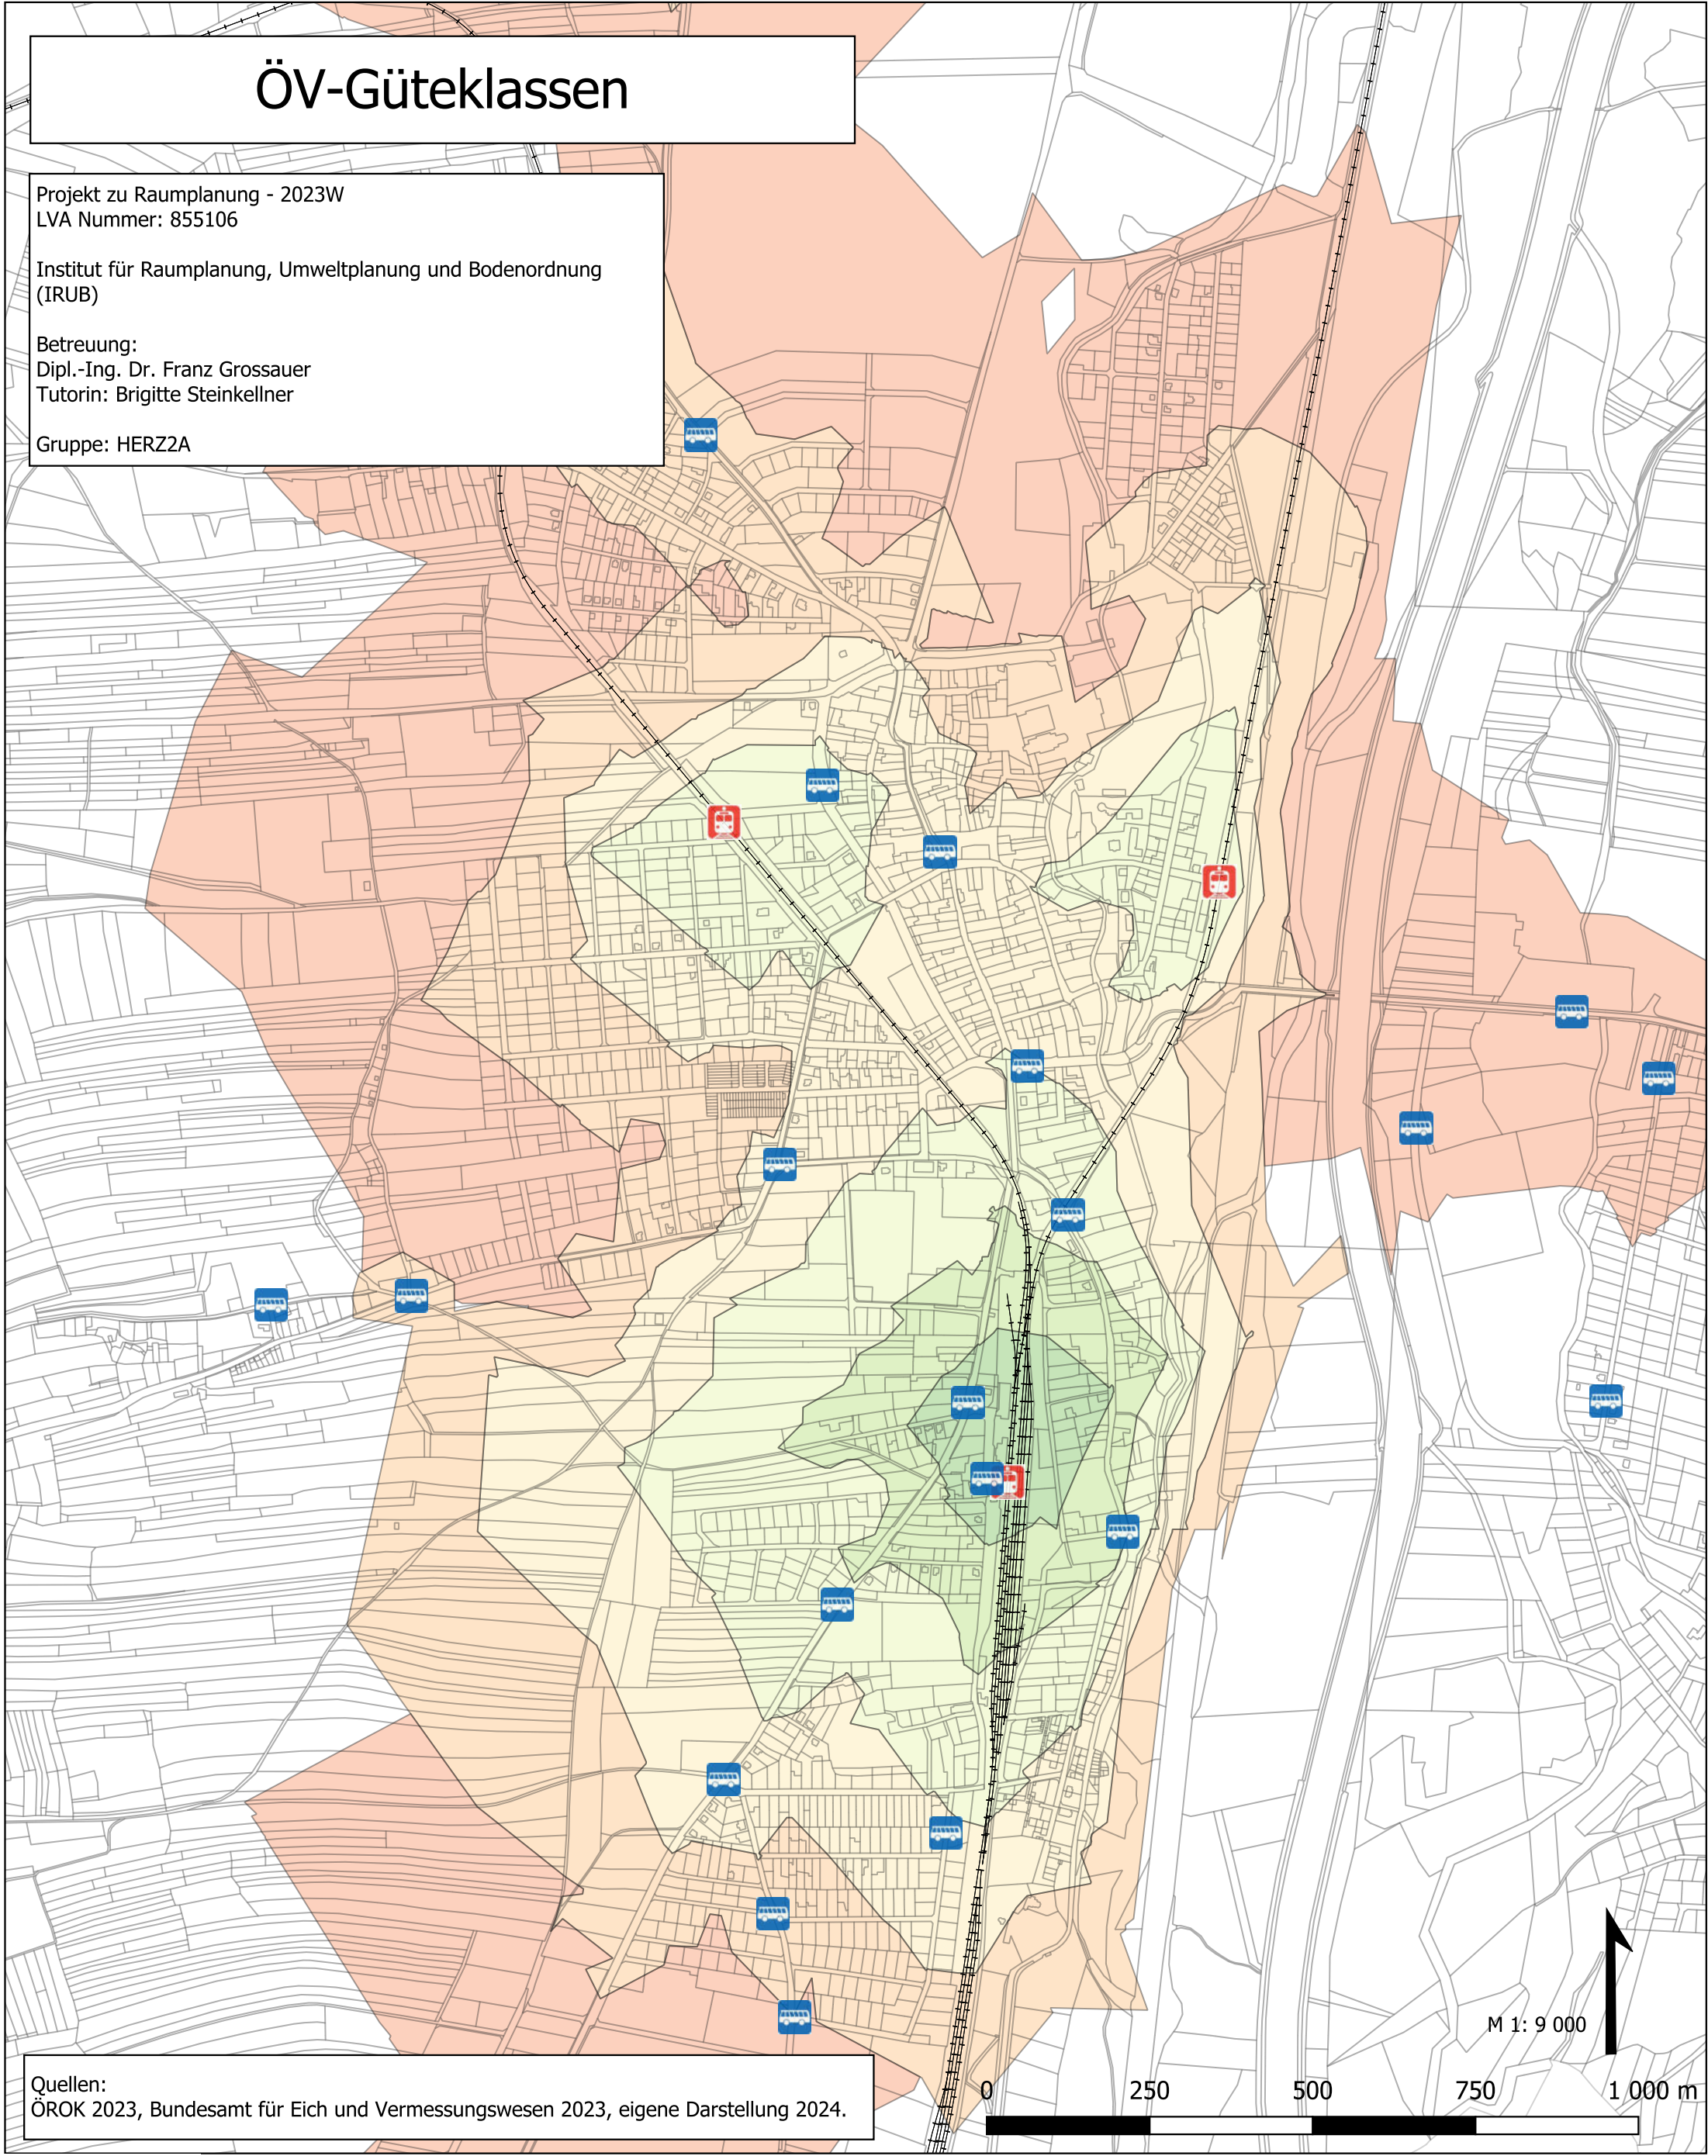 ÖV-Güteklassen
Projekt zu Raumplanung - 2023W
LVA Nummer: 855106
Institut für Raumplanung, Umweltplanung und Bodenordnung
(IRUB)
Betreuung:
Dipl.-Ing. Dr. Franz Grossauer
Tutorin: Brigitte Steinkellner
Gruppe: HERZ2A
M 1: 9 000
0 250 500 750 1 000 m
Quellen:
ÖROK 2023, Bundesamt für Eich und Vermessungswesen 2023, eigene Darstellung 2024.